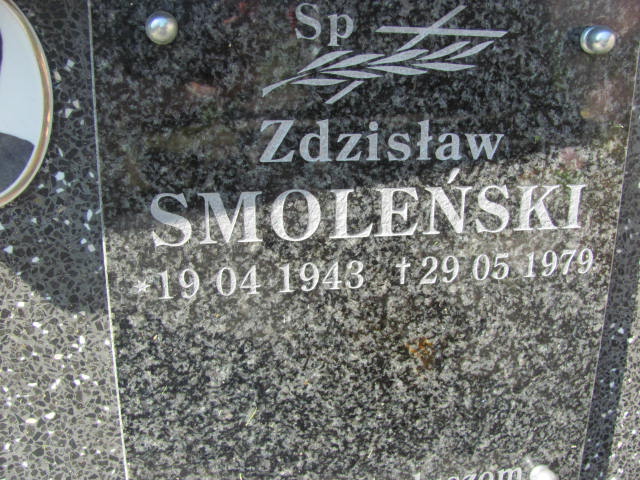 Sp
Zdzisław
SMOLEŃSKI
*19 04 1943 †29 05 1979